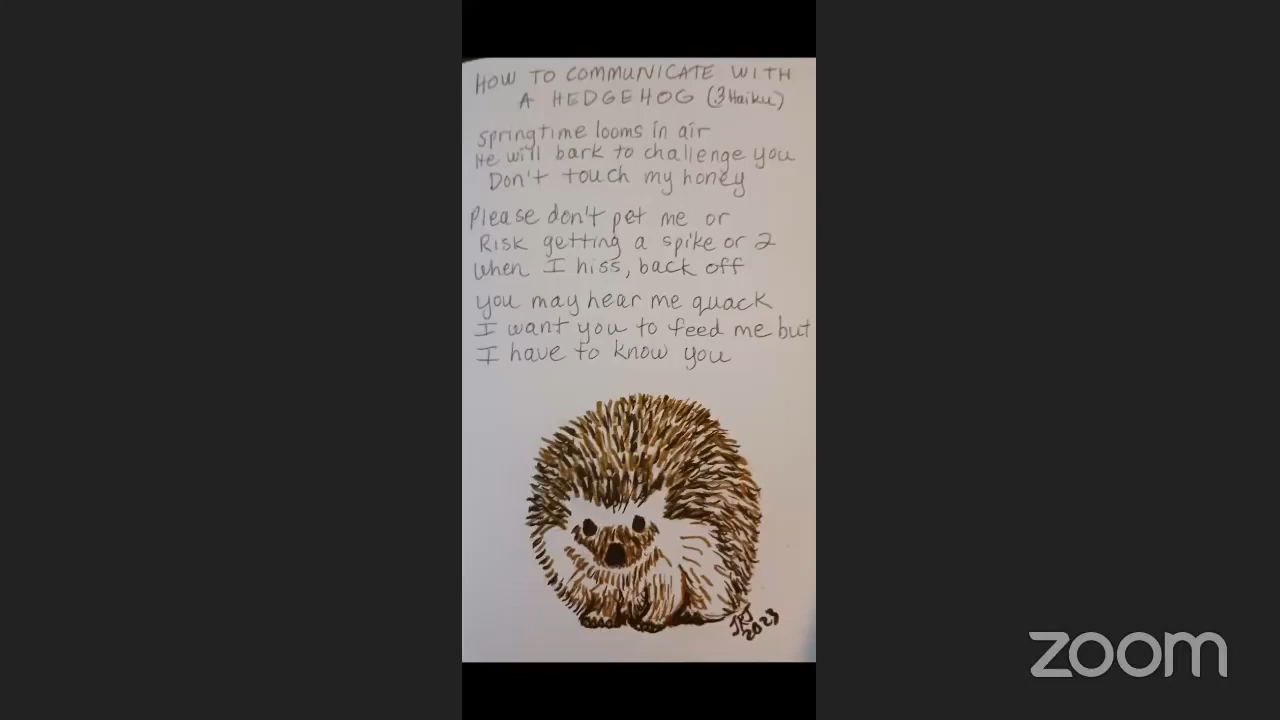 HOW TO COMMUNICATE WITH
A HEDGEHOG (3 Haiku)
Springtime looms in air
He will bark to challenge you
Don't touch my honey
Please don't pet me or
Risk getting a spike or 2
When I hiss, back off
You may hear me quack
I want you to feed me but
I have to know you
JRJ
2023
zoom